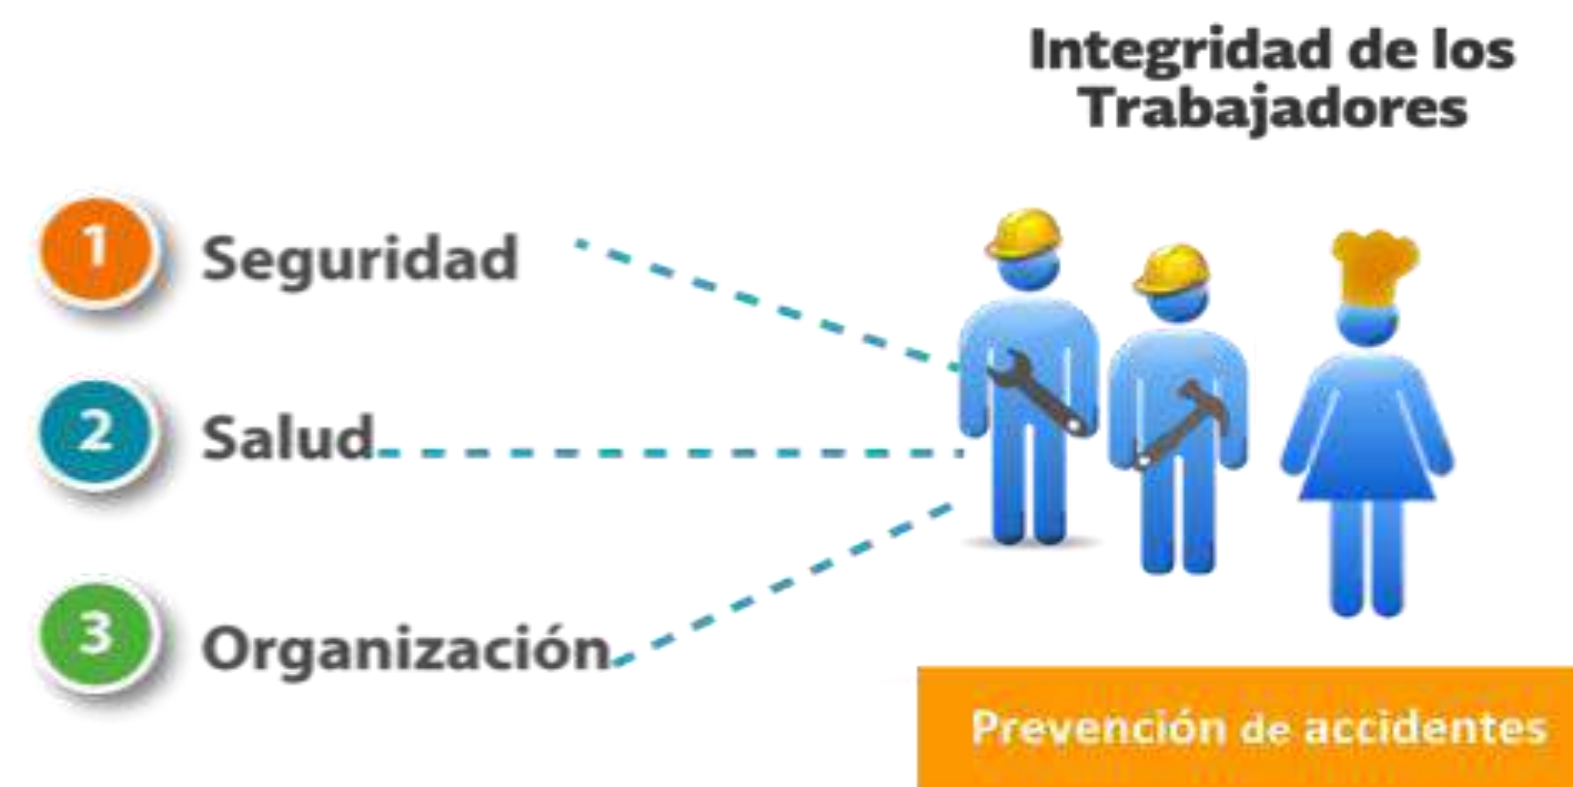 Integridad de los
Trabajadores
1 Seguridad
2 Salud
3 Organización
Prevención de accidentes